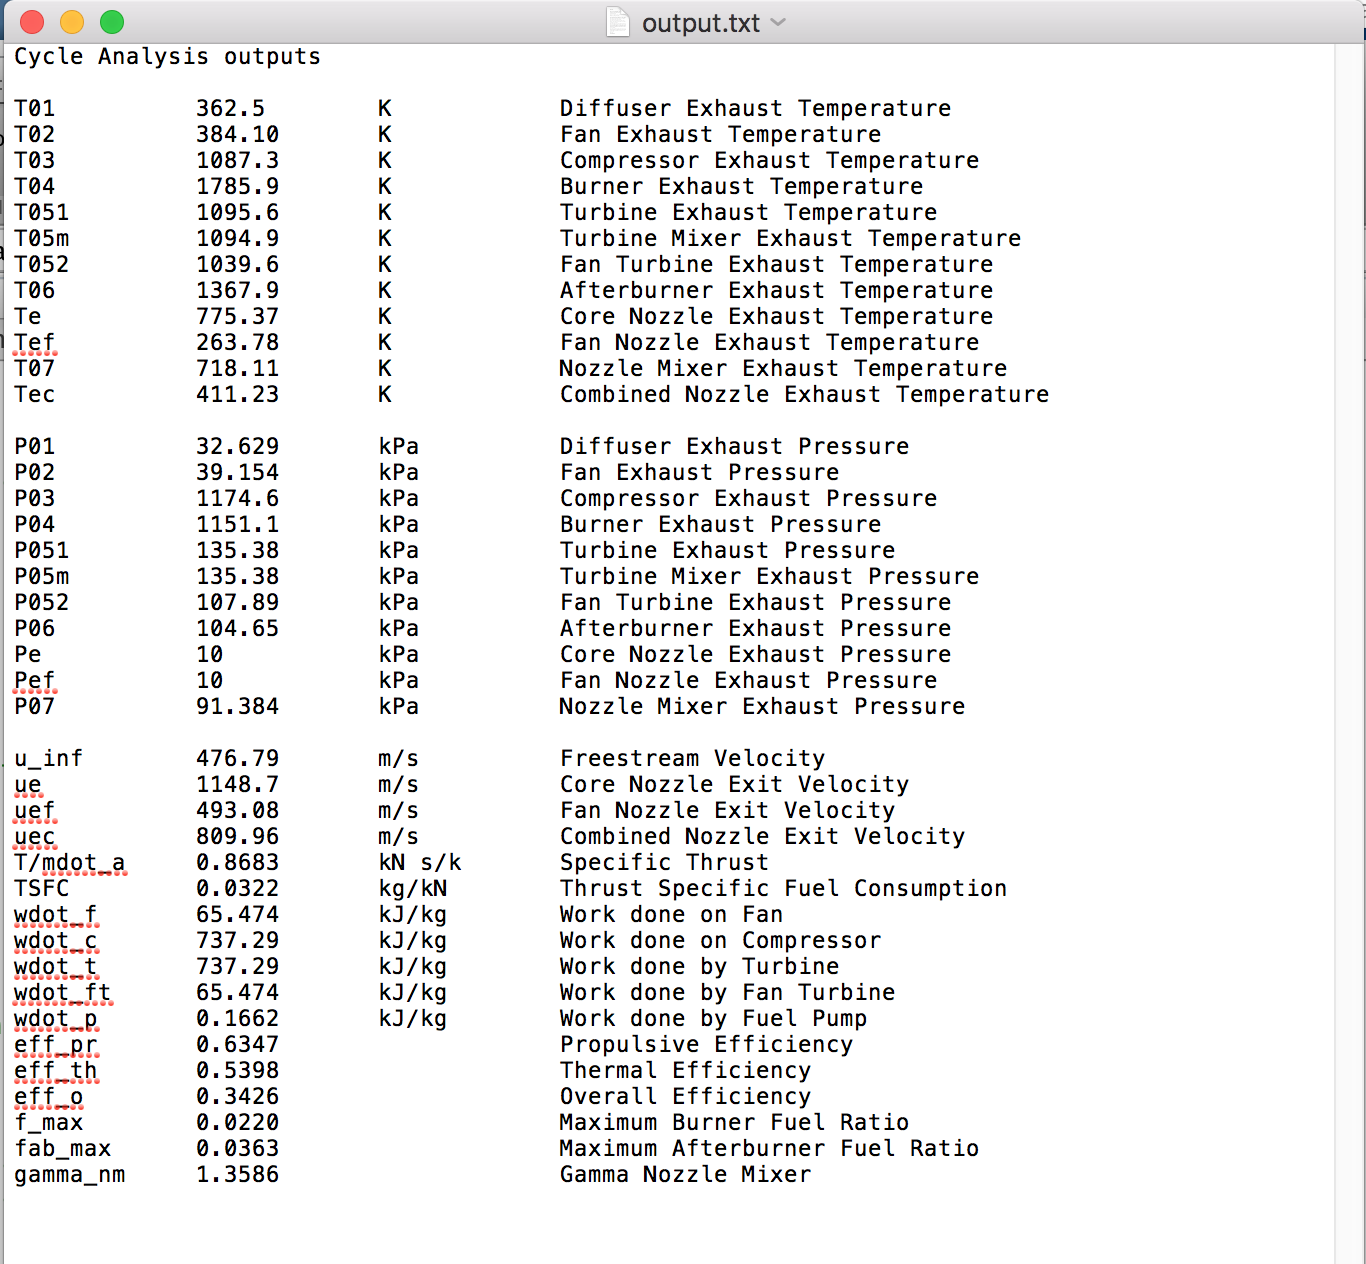 output.txt
Cycle Analysis outputs
T01 362.5 K Diffuser Exhaust Temperature
T02 384.10 K Fan Exhaust Temperature
T03 1087.3 K Compressor Exhaust Temperature
T04 1785.9 K Burner Exhaust Temperature
T051 1095.6 K Turbine Exhaust Temperature
T05m 1094.9 K Turbine Mixer Exhaust Temperature
T052 1039.6 K Fan Turbine Exhaust Temperature
T06 1367.9 K Afterburner Exhaust Temperature
Te 775.37 K Core Nozzle Exhaust Temperature
Tef 263.78 K Fan Nozzle Exhaust Temperature
T07 718.11 K Nozzle Mixer Exhaust Temperature
Tec 411.23 K Combined Nozzle Exhaust Temperature
P01 32.629 kPa Diffuser Exhaust Pressure
P02 39.154 kPa Fan Exhaust Pressure
P03 1174.6 kPa Compressor Exhaust Pressure
P04 1151.1 kPa Burner Exhaust Pressure
P051 135.38 kPa Turbine Exhaust Pressure
P05m 135.38 kPa Turbine Mixer Exhaust Pressure
P052 107.89 kPa Fan Turbine Exhaust Pressure
P06 104.65 kPa Afterburner Exhaust Pressure
Pe 10 kPa Core Nozzle Exhaust Pressure
Pef 10 kPa Fan Nozzle Exhaust Pressure
P07 91.384 kPa Nozzle Mixer Exhaust Pressure
u_inf 476.79 m/s Freestream Velocity
ue 1148.7 m/s Core Nozzle Exit Velocity
uef 493.08 m/s Fan Nozzle Exit Velocity
uec 809.96 m/s Combined Nozzle Exit Velocity
T/mdot_a 0.8683 kN s/k Specific Thrust
TSFC 0.0322 kg/kN Thrust Specific Fuel Consumption
wdot_f 65.474 kJ/kg Work done on Fan
wdot_c 737.29 kJ/kg Work done on Compressor
wdot_t 737.29 kJ/kg Work done by Turbine
wdot_ft 65.474 kJ/kg Work done by Fan Turbine
wdot_p 0.1662 kJ/kg Work done by Fuel Pump
eff_pr 0.6347 Propulsive Efficiency
eff_th 0.5398 Thermal Efficiency
eff_o 0.3426 Overall Efficiency
f_max 0.0220 Maximum Burner Fuel Ratio
fab_max 0.0363 Maximum Afterburner Fuel Ratio
gamma_nm 1.3586 Gamma Nozzle Mixer